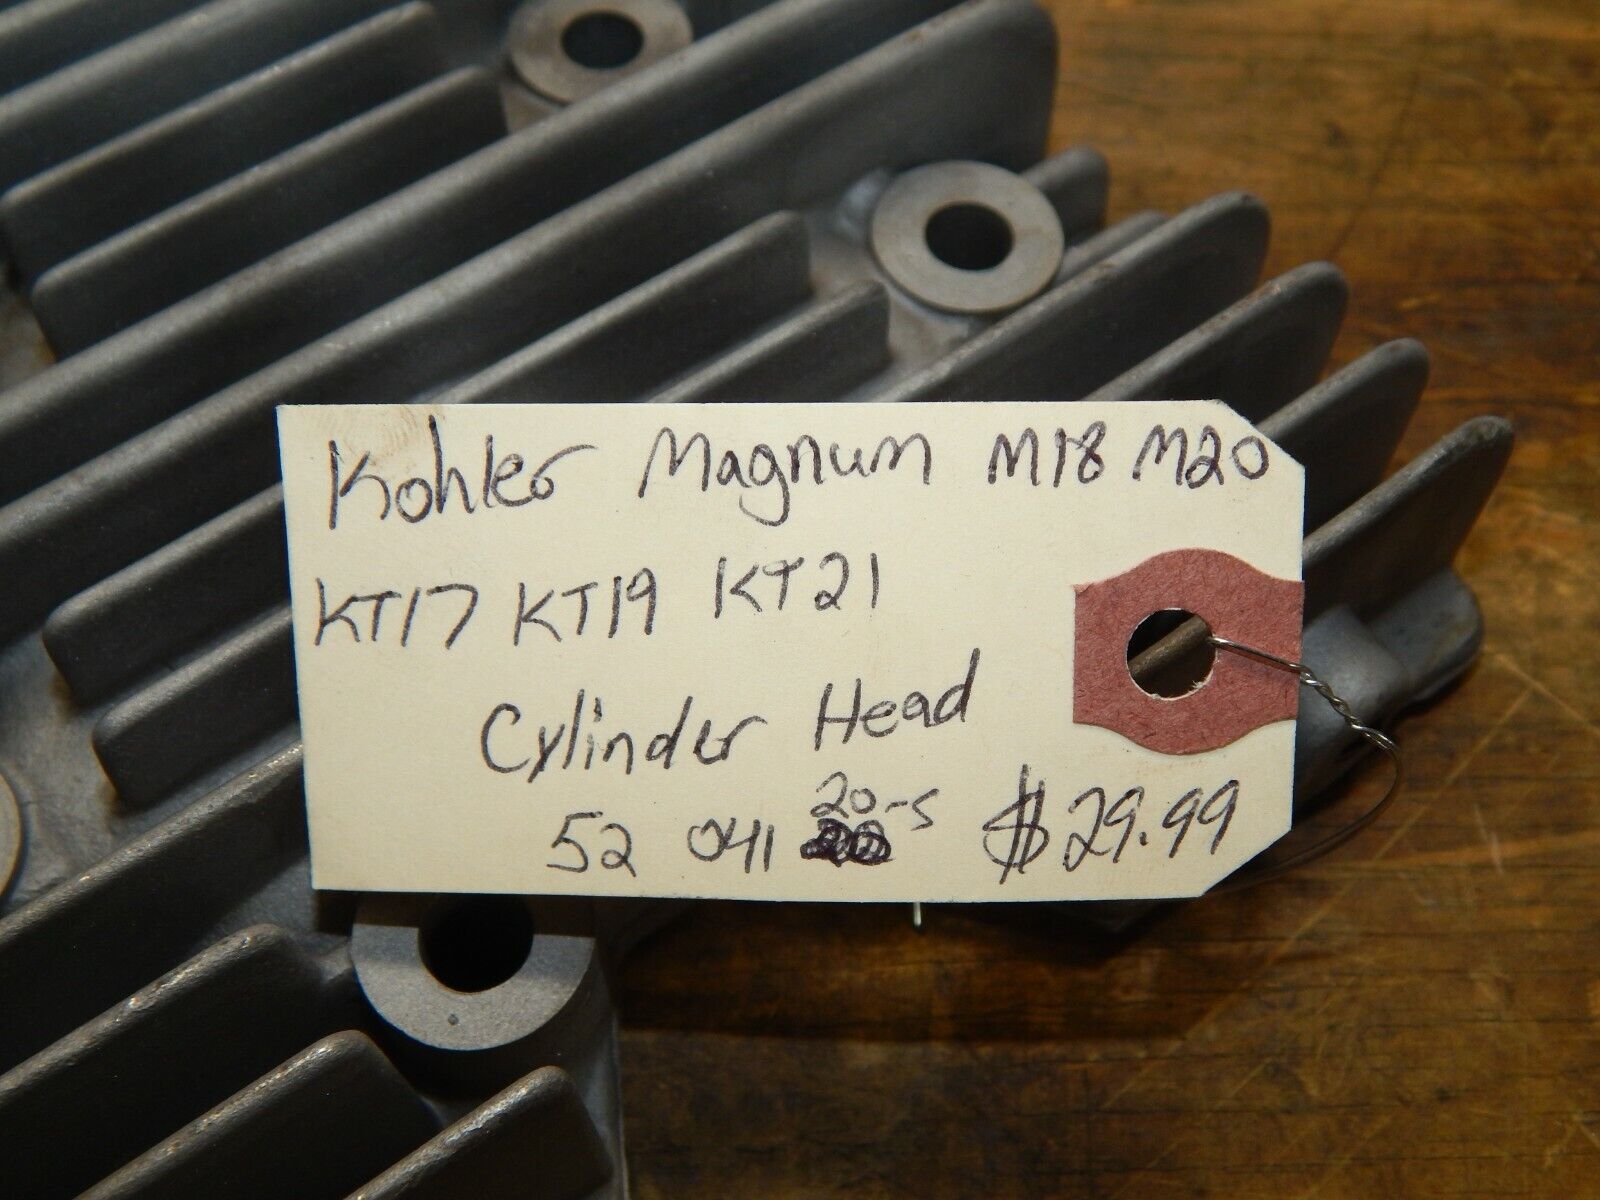 Kohler Magnum M18 M20
KT17 KT19 KT21
Cylinder Head
52 041 20-S $29.99